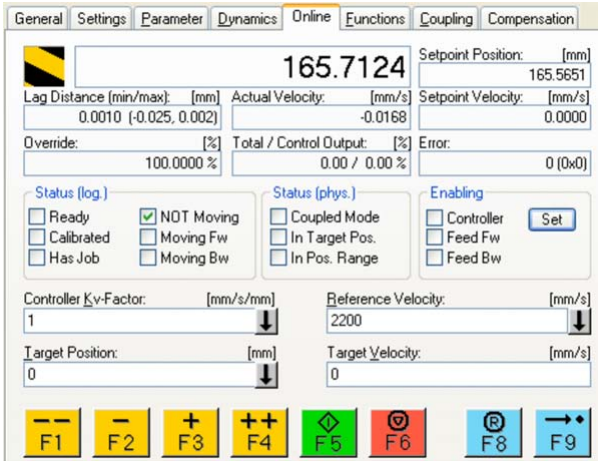 General Settings Parameter Dynamics Online Functions Coupling Compensation
165.7124
Setpoint Position: [mm]
165.5651
Lag Distance (min/max): [mm] Actual Velocity: [mm/s] Setpoint Velocity: [mm/s]
0.0010 (-0.025, 0.002) -0.0168 0.0000
Override: [%] Total / Control Output: [%] Error:
100.0000 % 0.00 / 0.00 % 0 (0x0)
Status (log.) Status (phys.) Enabling
Ready NOT Moving Coupled Mode Controller Set
Calibrated Moving Fw In Target Pos. Feed Fw
Has Job Moving Bw In Pos. Range Feed Bw
Controller Kv-Factor: [mm/s/mm] Reference Velocity: [mm/s]
1 2200
Target Position: [mm] Target Velocity: [mm/s]
0 0
-- - + ++ R
F1 F2 F3 F4 F5 F6 F8 F9